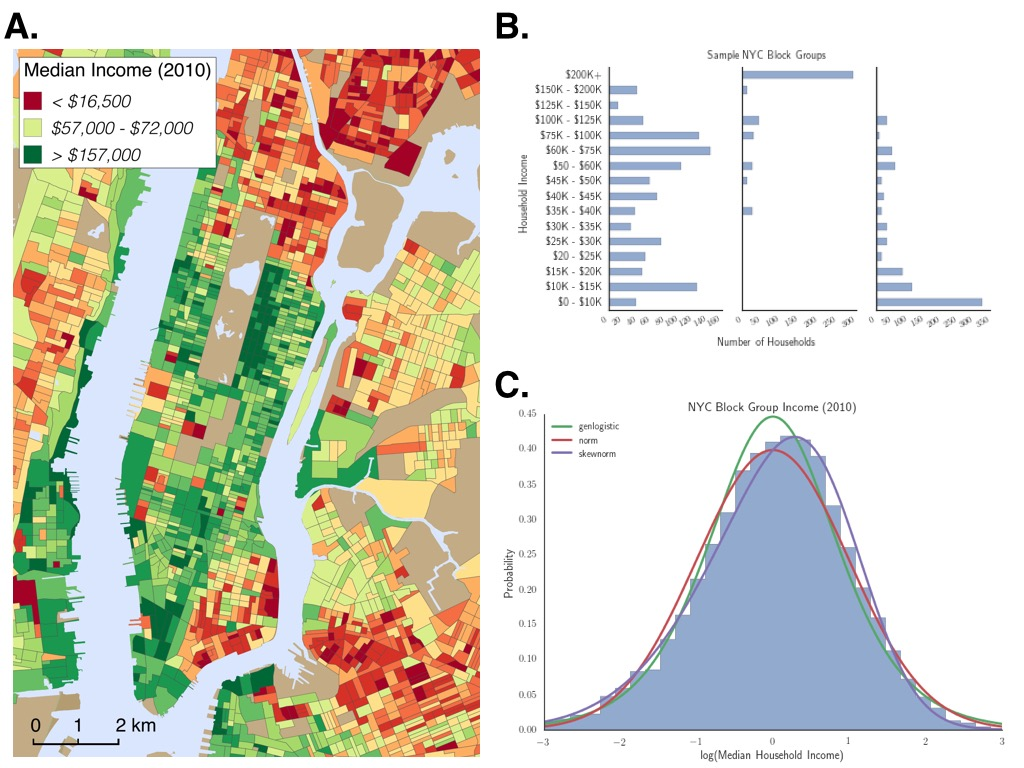 A.
Median Income (2010)
< $16,500
$57,000 - $72,000
> $157,000
0 1 2 km
B.
Sample NYC Block Groups
Household Income
$200K+
$150K - $200K
$125K - $150K
$100K - $125K
$75K - $100K
$60K - $75K
$50 - $60K
$45K - $50K
$40K - $45K
$35K - $40K
$30K - $35K
$25K - $30K
$20 - $25K
$15K - $20K
$10K - $15K
$0 - $10K
0 20 40 60 80 100 120 140 160
0 50 100 150 200 250 300
0 50 100 150 200 250 300 350
Number of Households
C.
NYC Block Group Income (2010)
genlogistic
norm
skewnorm
Probability
0.45
0.40
0.35
0.30
0.25
0.20
0.15
0.10
0.05
0.00
−3 −2 −1 0 1 2 3
log(Median Household Income)